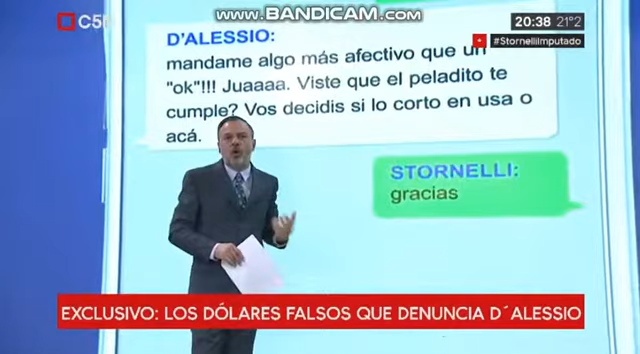 www.BANDICAM.com
C5N
20:38 21°2
#StornelliImputado
D'ALESSIO:
mandame algo más afectivo que un
"ok"!!! Juaaaa. Viste que el peladito te
cumple? Vos decidis si lo corto en usa o
acá.
STORNELLI:
gracias
EXCLUSIVO: LOS DÓLARES FALSOS QUE DENUNCIA D´ALESSIO